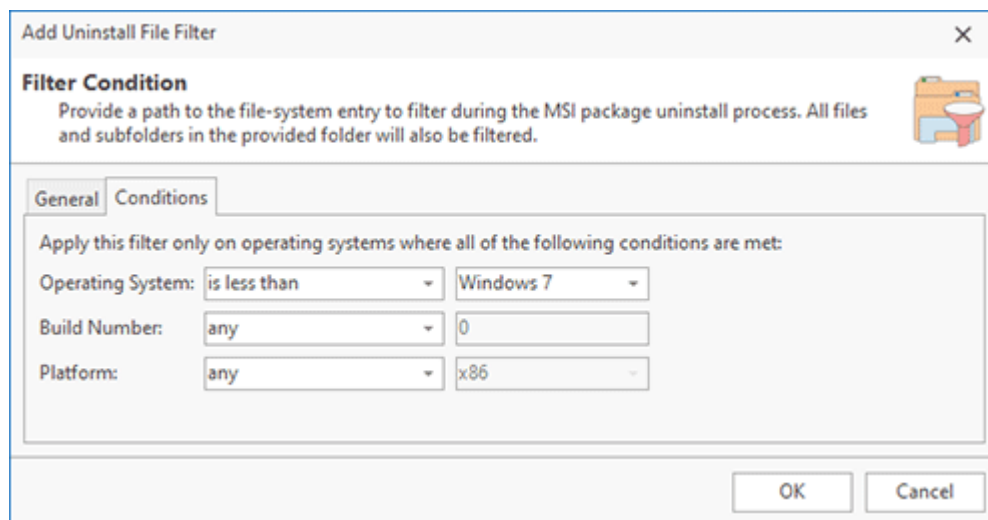 Add Uninstall File Filter
Filter Condition
Provide a path to the file-system entry to filter during the MSI package uninstall process. All files
and subfolders in the provided folder will also be filtered.
General Conditions
Apply this filter only on operating systems where all of the following conditions are met:
Operating System: is less than Windows 7
Build Number: any 0
Platform: any x86
OK Cancel